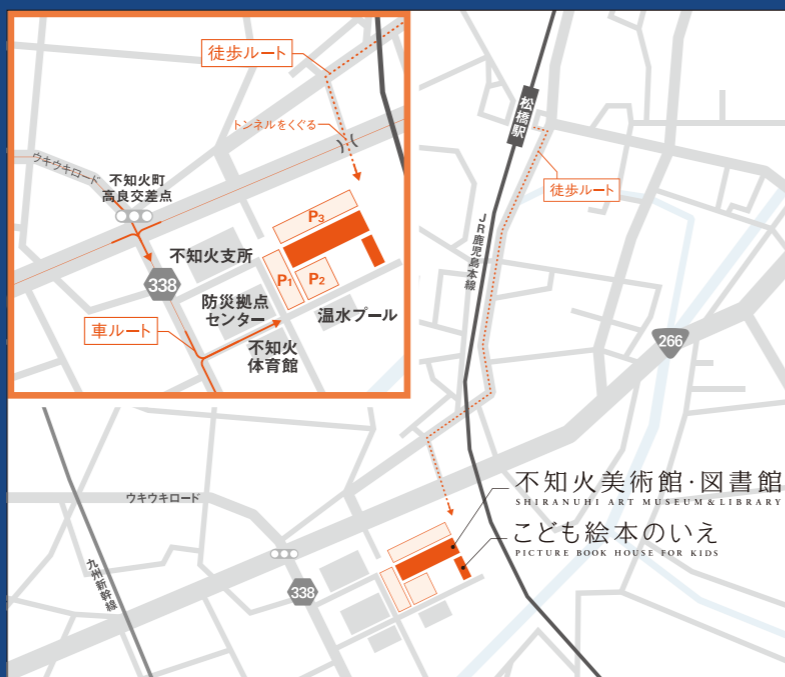 徒歩ルート
トンネルをくぐる
ウキウキロード
不知火町
高良交差点
P3
不知火支所
338
P1
P2
防災拠点
センター
温水プール
車ルート
不知火
体育館
松橋駅
徒歩ルート
JR鹿児島本線
266
不知火美術館・図書館
SHIRANUHI ART MUSEUM & LIBRARY
ウキウキロード
こども絵本のいえ
PICTURE BOOK HOUSE FOR KIDS
九州新幹線
338